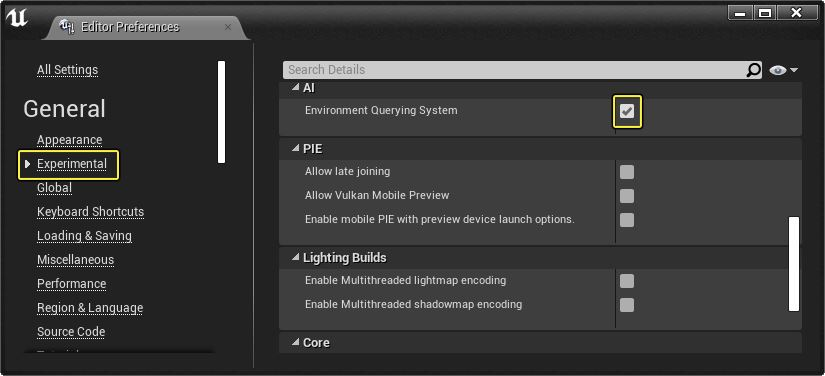 Editor Preferences
All Settings
General
Appearance
Experimental
Global
Keyboard Shortcuts
Loading & Saving
Miscellaneous
Performance
Region & Language
Source Code
Search Details
AI
Environment Querying System
PIE
Allow late joining
Allow Vulkan Mobile Preview
Enable mobile PIE with preview device launch options.
Lighting Builds
Enable Multithreaded lightmap encoding
Enable Multithreaded shadowmap encoding
Core